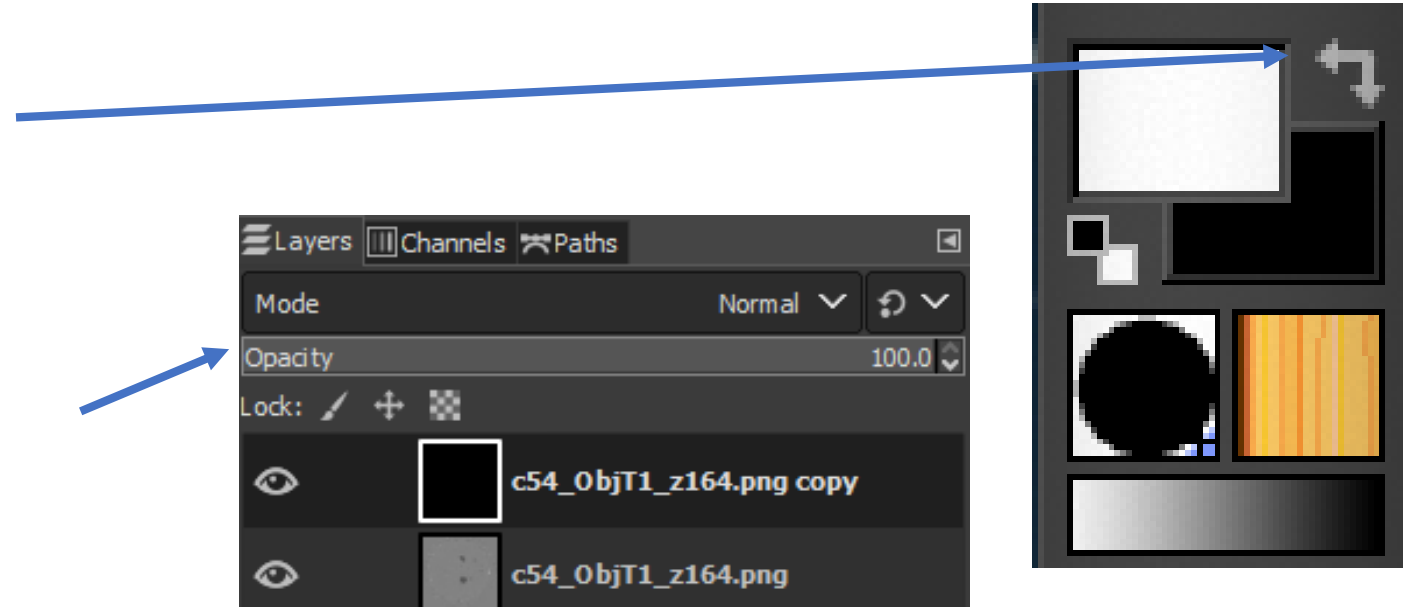 Layers Channels Paths
Mode Normal
Opacity 100.0
Lock:
c54_ObjT1_z164.png copy
c54_ObjT1_z164.png